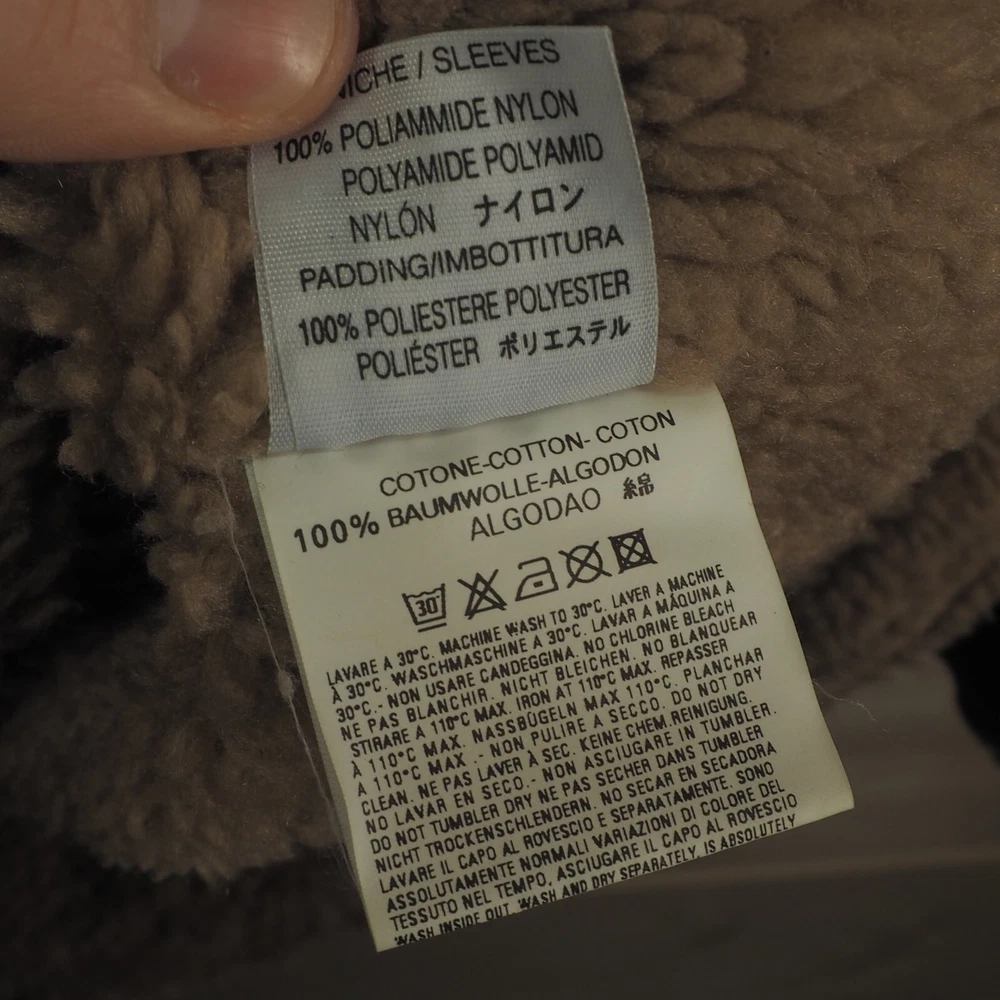 NICHE / SLEEVES
100% POLIAMMIDE NYLON
POLYAMIDE POLYAMID
NYLÓN ナイロン
PADDING/IMBOTTITURA
100% POLIESTERE POLYESTER
POLIÉSTER ポリエステル
COTONE-COTTON- COTON
100% BAUMWOLLE-ALGODON
ALGODAO 綿
30
LAVARE A 30°C. MACHINE WASH TO 30°C. LAVER A MACHINE
À 30°C. WASCHMASCHINE A 30°C. LAVAR A MÁQUINA A
30°C.- NON USARE CANDEGGINA. NO CHLORINE BLEACH
NE PAS BLANCHIR. NICHT BLEICHEN. NO BLANQUEAR
STIRARE A 110°C MAX. IRON AT 110°C MAX. REPASSER
À 110°C MAX. NASSBÜGELN MAX 110°C. PLANCHAR
A 110°C MAX .- NON PULIRE A SECCO. DO NOT DRY
CLEAN. NE PAS LAVER À SEC. KEINE CHEM.REINIGUNG.
NO LAVAR EN SECO.- NON ASCIUGARE IN TUMBLER.
DO NOT TUMBLER DRY NE PAS SECHER DANS TUMBLER
NICHT TROCKENSCHLENDERN. NO SECAR EN SECADORA
LAVARE IL CAPO AL ROVESCIO E SEPARATAMENTE. SONO
ASSOLUTAMENTE NORMALI VARIAZIONI DI COLORE DEL
TESSUTO NEL TEMPO, ASCIUGARE IL CAPO AL ROVESCIO
WASH INSIDE OUT. WASH AND DRY SEPARATELY, IS ABSOLUTELY